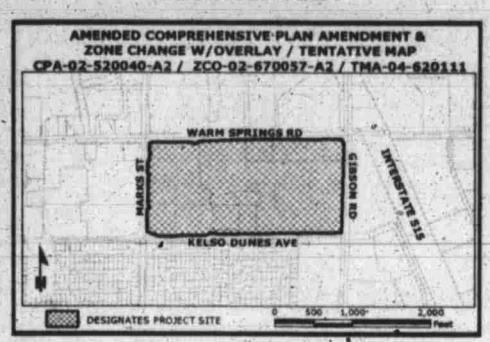 AMENDED COMPREHENSIVE PLAN AMENDMENT &
ZONE CHANGE W/OVERLAY / TENTATIVE MAP
CPA-02-520040-A2 / ZCO-02-670057-A2 / TMA-04-620111
WARM SPRINGS RD
MARKS ST
GIBSON RD
INTERSTATE 515
KELSO DUNES AVE
N
0 500 1,000 2,000
Feet
DESIGNATES PROJECT SITE